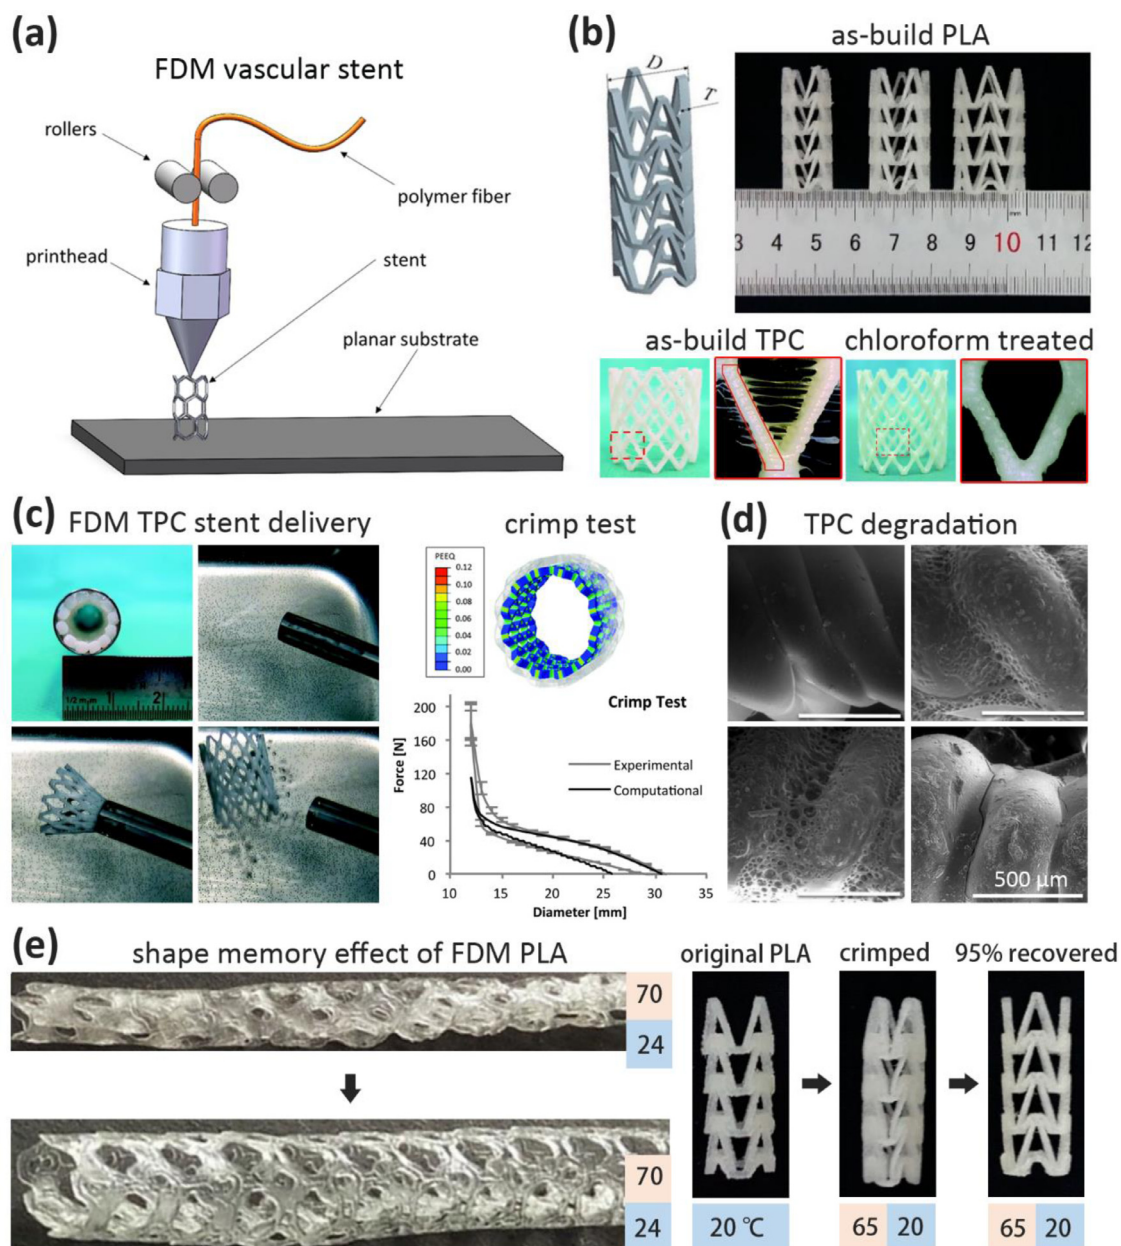 (a)
FDM vascular stent
rollers
polymer fiber
printhead
stent
planar substrate
(b)
as-build PLA
D
T
mm
3 4 5 6 7 8 9 10 11 12
as-build TPC
chloroform treated
(c)
FDM TPC stent delivery
crimp test
1 2
PEEQ
0.12
0.10
0.08
0.06
0.04
0.02
0.00
Crimp Test
Force [N]
200
160
120
80
40
0
Experimental
Computational
10 15 20 25 30 35
Diameter [mm]
(d)
TPC degradation
500 µm
(e)
shape memory effect of FDM PLA
70
24
70
24
original PLA
crimped
95% recovered
20 °C
65 20
65 20